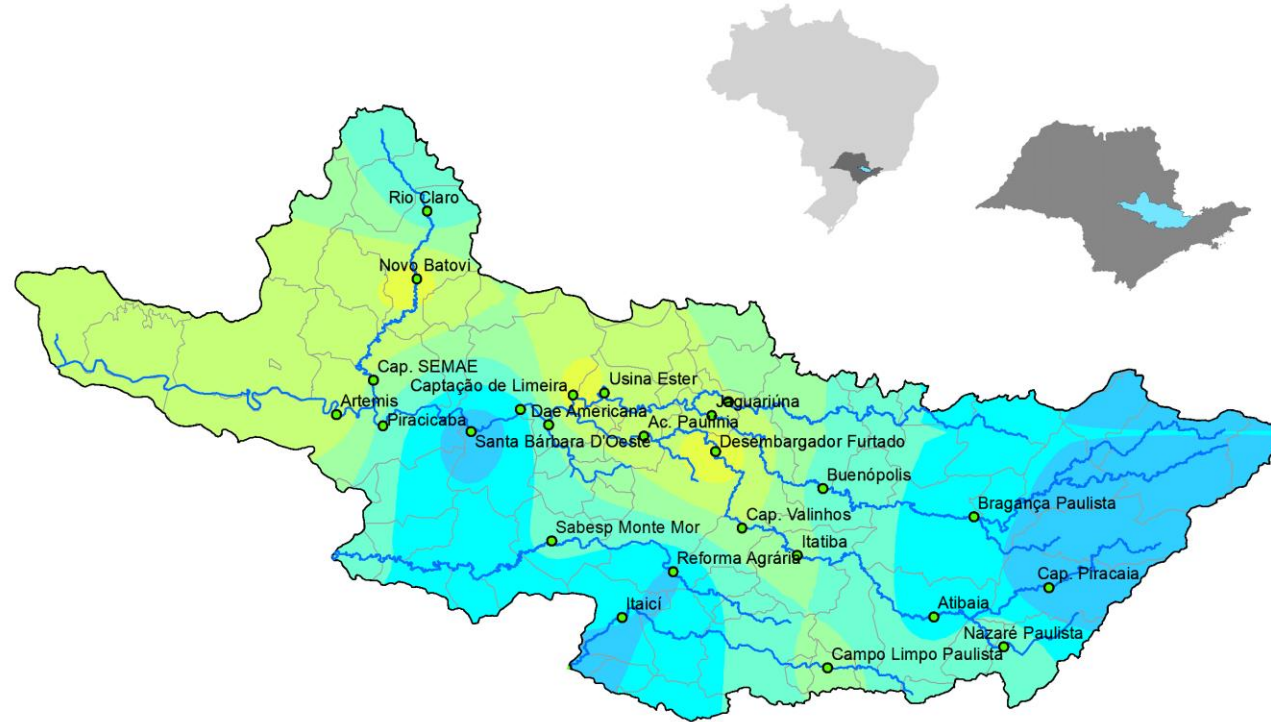 Rio Claro
Novo Batovi
Cap. SEMAE
Captação de Limeira
Usina Ester
Artemis
Dae Americana
Jaguariúna
Piracicaba
Ac. Paulínia
Santa Bárbara D'Oeste
Desembargador Furtado
Buenópolis
Bragança Paulista
Sabesp Monte Mor
Cap. Valinhos
Itatiba
Reforma Agrária
Cap. Piracaia
Itaicí
Atibaia
Nazaré Paulista
Campo Limpo Paulista